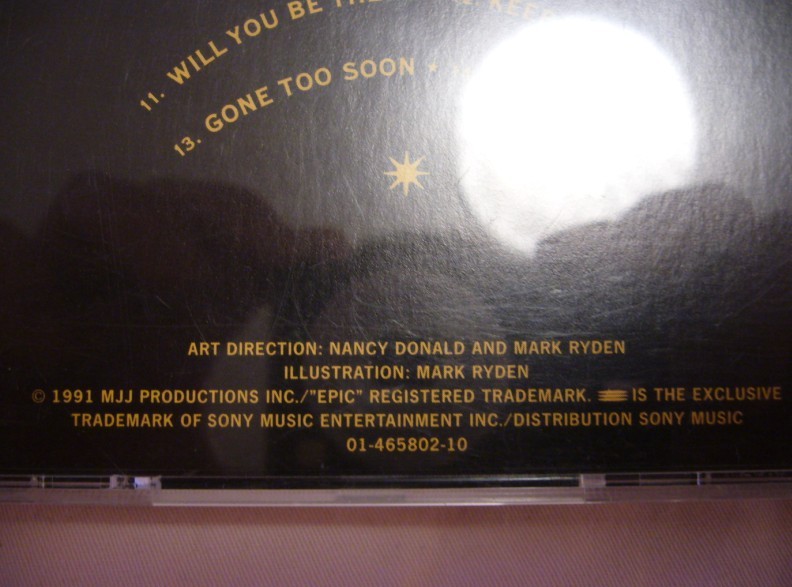 11. WILL YOU BE
13. GONE TOO SOON •
ART DIRECTION: NANCY DONALD AND MARK RYDEN
ILLUSTRATION: MARK RYDEN
© 1991 MJJ PRODUCTIONS INC./"EPIC" REGISTERED TRADEMARK. IS THE EXCLUSIVE
TRADEMARK OF SONY MUSIC ENTERTAINMENT INC./DISTRIBUTION SONY MUSIC
01-465802-10